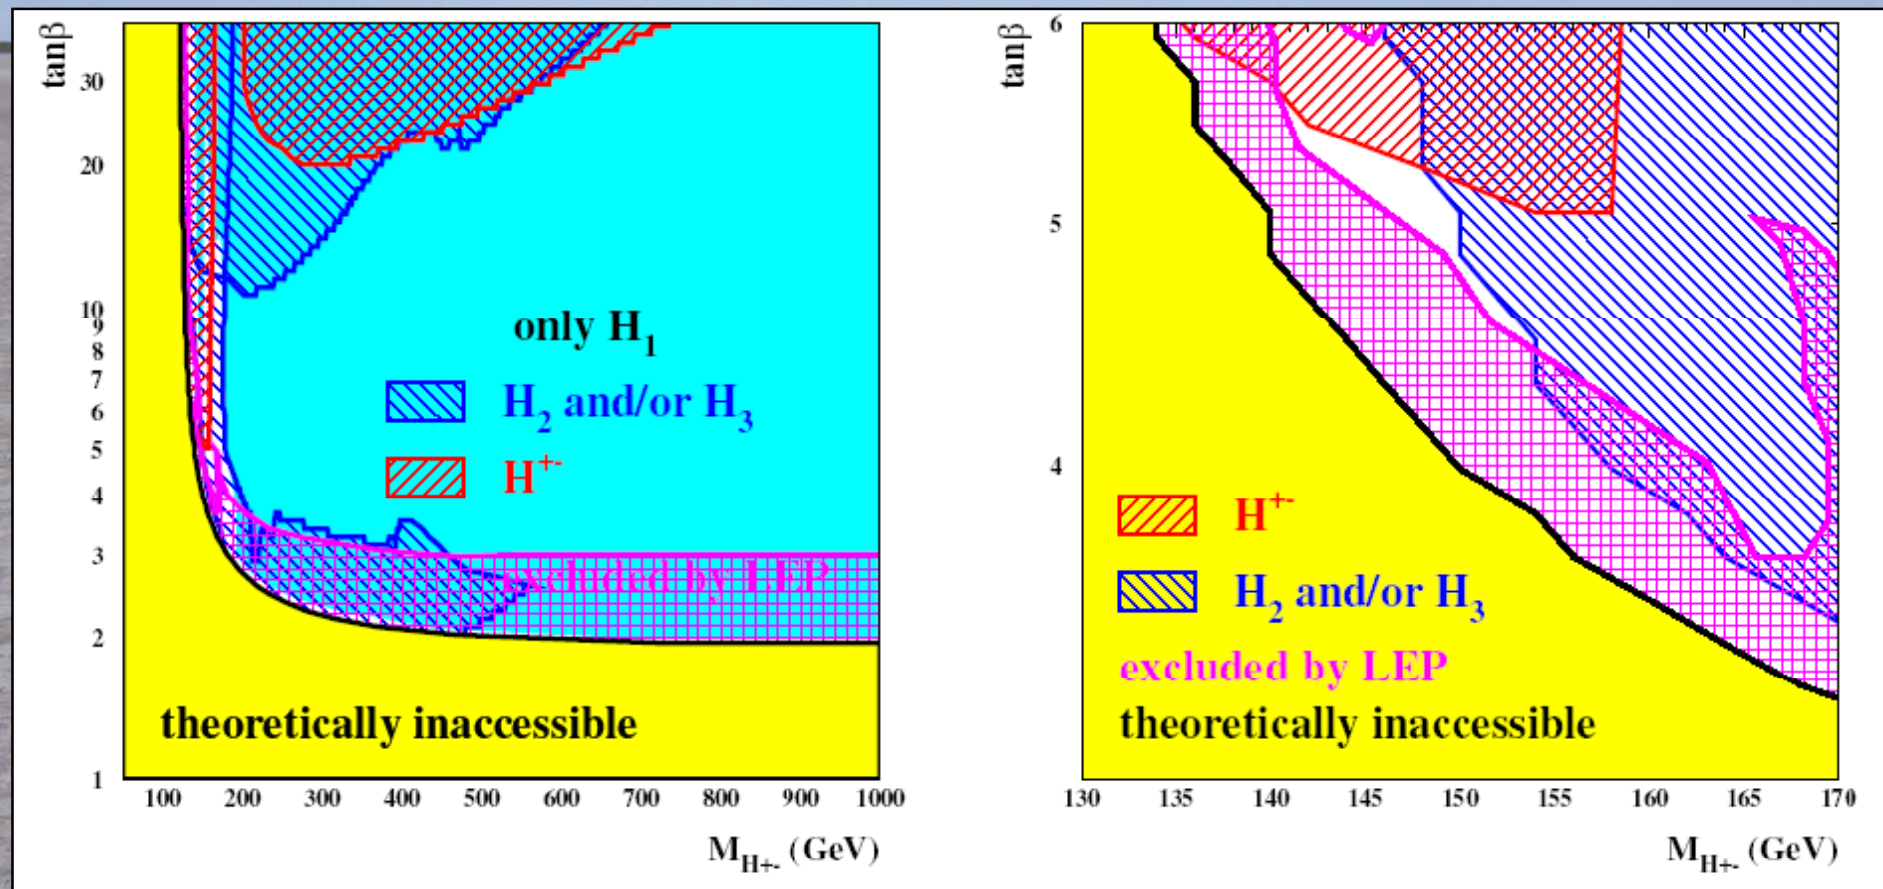 tanβ
30
20
10
9
8
7
6
5
4
3
2
1
only H1
H2 and/or H3
H+-
excluded by LEP
theoretically inaccessible
100 200 300 400 500 600 700 800 900 1000
MH+- (GeV)
tanβ
6
5
4
H+-
H2 and/or H3
excluded by LEP
theoretically inaccessible
130 135 140 145 150 155 160 165 170
MH+- (GeV)